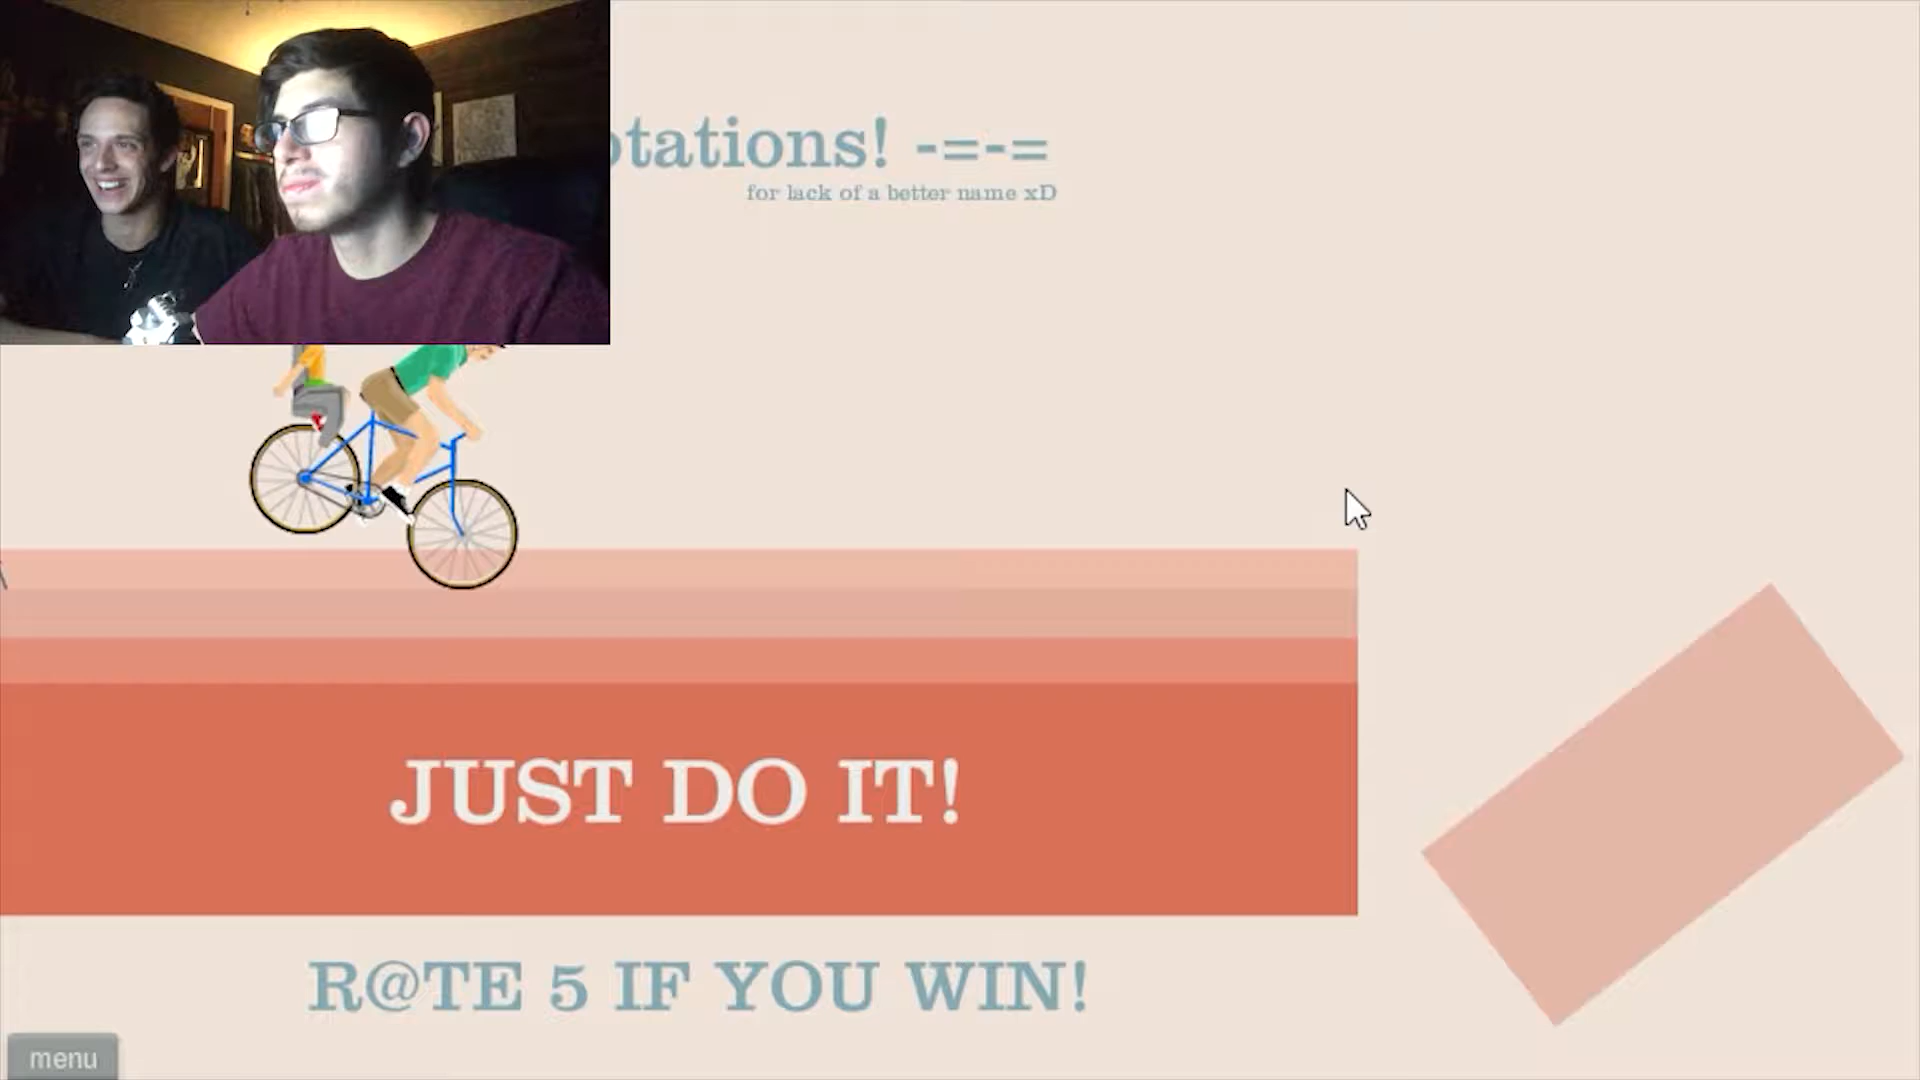 otations! -=-=
for lack of a better name xD
JUST DO IT!
R@TE 5 IF YOU WIN!
menu